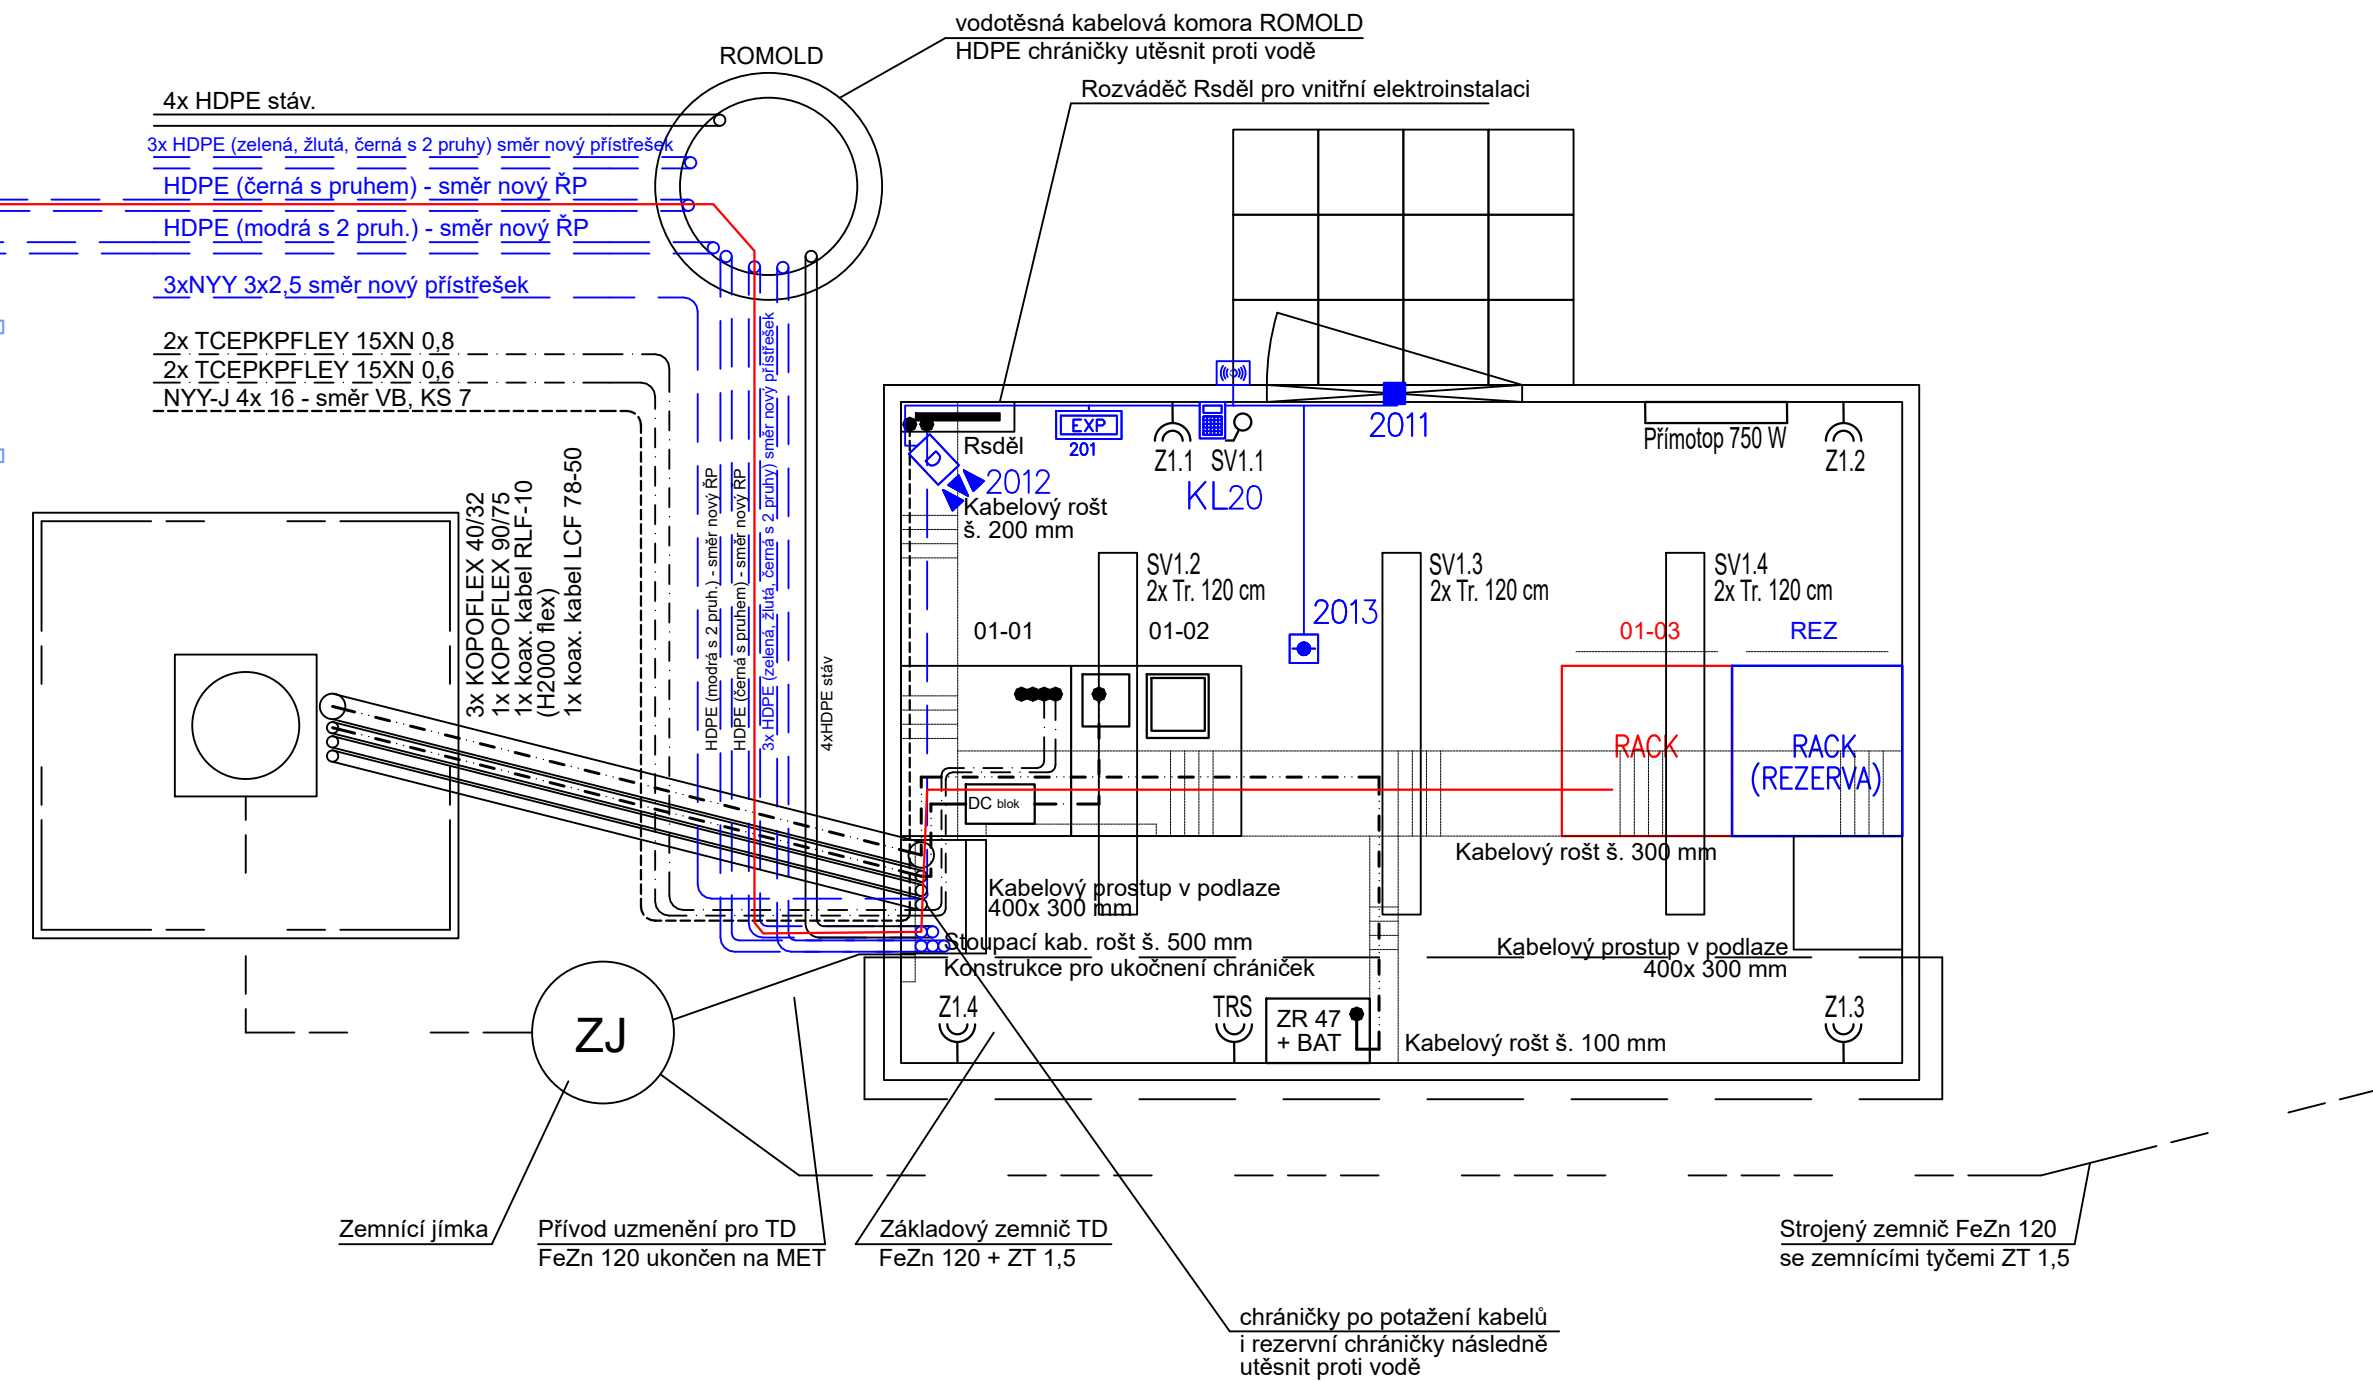 vodotěsná kabelová komora ROMOLD
HDPE chráničky utěsnit proti vodě
ROMOLD
Rozváděč Rsděl pro vnitřní elektroinstalaci
4x HDPE stáv.
3x HDPE (zelená, žlutá, černá s 2 pruhy) směr nový přístřešek
HDPE (černá s pruhem) - směr nový ŘP
HDPE (modrá s 2 pruh.) - směr nový ŘP
3xNYY 3x2,5 směr nový přístřešek
2x TCEPKPFLEY 15XN 0,8
2x TCEPKPFLEY 15XN 0,6
NYY-J 4x 16 - směr VB, KS 7
3x KOPOFLEX 40/32
1x KOPOFLEX 90/75
1x koax. kabel RLF-10
(H2000 flex)
1x koax. kabel LCF 78-50
HDPE (modrá s 2 pruh.) - směr nový ŘP
HDPE (černá s pruhem) - směr nový ŘP
3x HDPE (zelená, žlutá, černá s 2 pruhy) směr nový přístřešek
4xHDPE stáv
Rsděl
D
2012
Kabelový rošt
š. 200 mm
EXP
201
Z1.1
SV1.1
KL20
2011
Přímotop 750 W
Z1.2
SV1.2
2x Tr. 120 cm
SV1.3
2x Tr. 120 cm
SV1.4
2x Tr. 120 cm
2013
01-01
01-02
01-03
REZ
RACK
RACK
(REZERVA)
DC blok
Kabelový rošt š. 300 mm
Kabelový prostup v podlaze
400x 300 mm
Stoupací kab. rošt š. 500 mm
Konstrukce pro ukočnení chrániček
Kabelový prostup v podlaze
400x 300 mm
Z1.4
TRS
ZR 47
+ BAT
Kabelový rošt š. 100 mm
Z1.3
ZJ
Zemnící jímka
Přívod uzmenění pro TD
FeZn 120 ukončen na MET
Základový zemnič TD
FeZn 120 + ZT 1,5
Strojený zemnič FeZn 120
se zemnícími tyčemi ZT 1,5
chráničky po potažení kabelů
i rezervní chráničky následně
utěsnit proti vodě